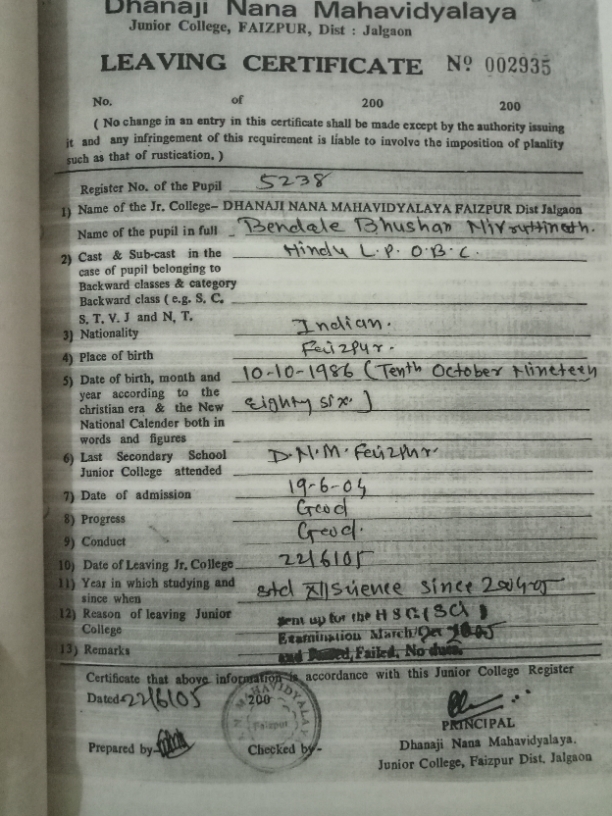 Dhanaji Nana Mahavidyalaya
Junior College, FAIZPUR, Dist : Jalgaon
LEAVING CERTIFICATE Nº 002935
No. of 200 200
( No change in an entry in this certificate shall be made except by the authority issuing
it and any infringement of this requirement is liable to involve the imposition of planlity
such as that of rustication. )
Register No. of the Pupil 5238
1) Name of the Jr. College– DHANAJI NANA MAHAVIDYALAYA FAIZPUR Dist Jalgaon
Name of the pupil in full Bendale Bhushan Nivruttinath.
2) Cast & Sub-cast in the Hindu L.P. O.B.C.
case of pupil belonging to
Backward classes & category
Backward class ( e.g. S, C.
S. T. V. J and N, T.
3) Nationality Indian.
4) Place of birth Faizpur.
5) Date of birth, month and 10-10-1986 (Tenth October Nineteen
year according to the
christian era & the New Eighty six.)
National Calender both in
words and figures
6) Last Secondary School D.N.M. Faizpur.
Junior College attended
7) Date of admission 19-6-04
8) Progress Good
9) Conduct Good.
10) Date of Leaving Jr. College 22/6/05
11) Year in which studying and std XII Science since 2004-05
since when
12) Reason of leaving Junior sent up for the HSC (Sci)
College Examination March/Oct 2005
13) Remarks and Passed, Failed, No dues.
Certificate that above information is accordance with this Junior College Register
Dated 22/6/05 200
MAHAVIDYALAYA
Faizpur
PRINCIPAL
Prepared by- Checked by- Dhanaji Nana Mahavidyalaya.
Junior College, Faizpur Dist. Jalgaon